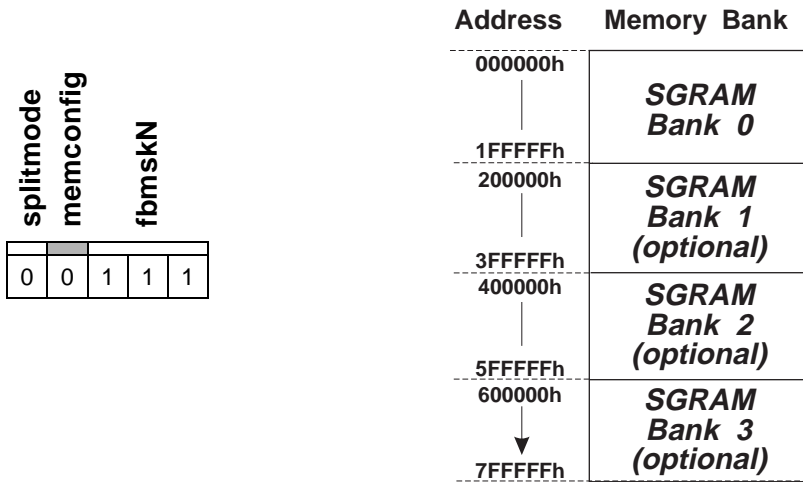 splitmode
memconfig
fbmskN
0 0 1 1 1
Address Memory Bank
000000h
1FFFFFh
SGRAM
Bank 0
200000h
3FFFFFh
SGRAM
Bank 1
(optional)
400000h
5FFFFFh
SGRAM
Bank 2
(optional)
600000h
7FFFFFh
SGRAM
Bank 3
(optional)